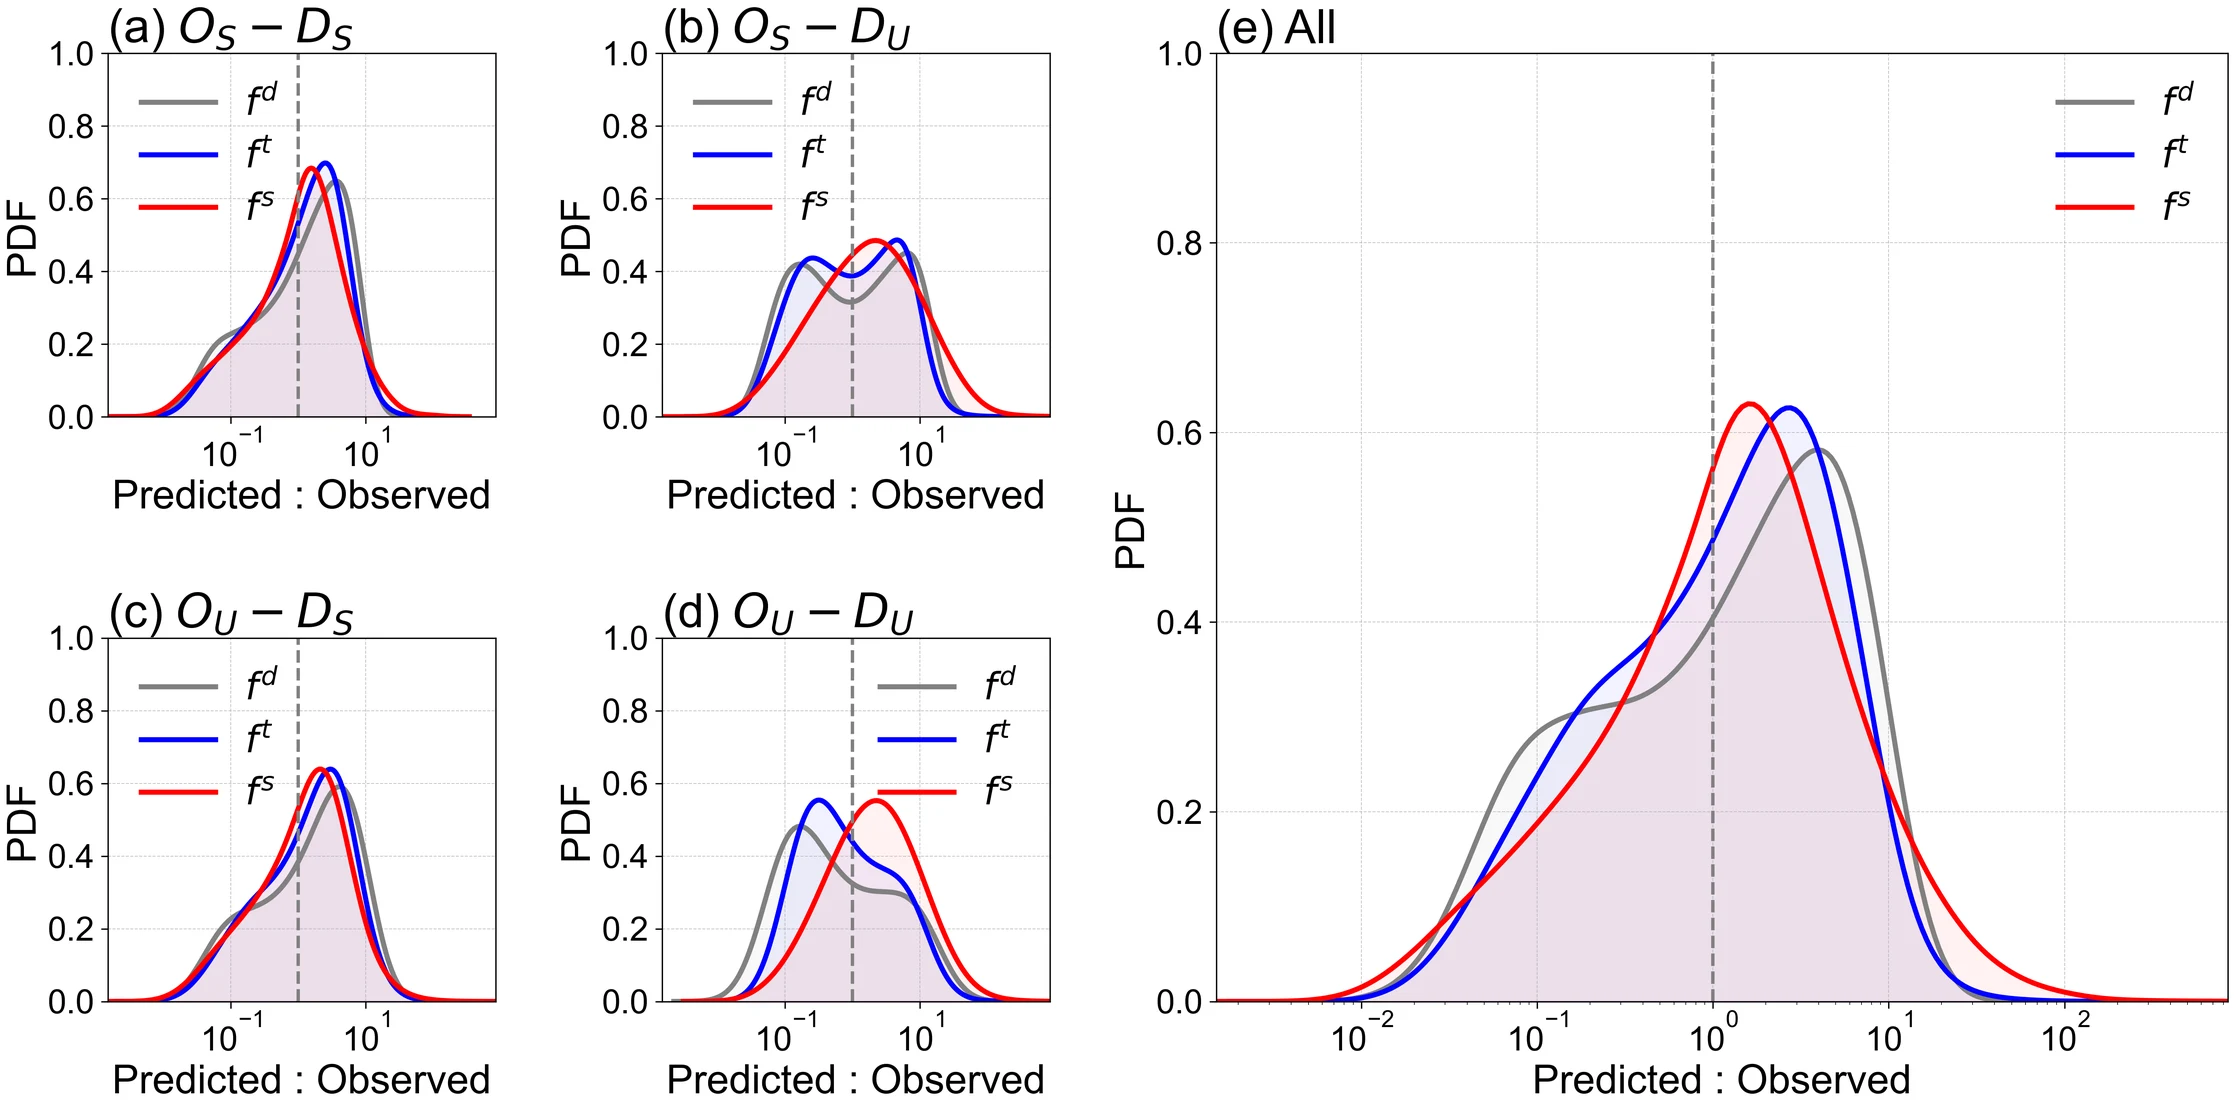 (a) O_S − D_S
1.0
0.8
0.6
0.4
0.2
0.0
PDF
f^d
f^t
f^s
10^−1 10^1
Predicted : Observed
(b) O_S − D_U
1.0
0.8
0.6
0.4
0.2
0.0
PDF
f^d
f^t
f^s
10^−1 10^1
Predicted : Observed
(c) O_U − D_S
1.0
0.8
0.6
0.4
0.2
0.0
PDF
f^d
f^t
f^s
10^−1 10^1
Predicted : Observed
(d) O_U − D_U
1.0
0.8
0.6
0.4
0.2
0.0
PDF
f^d
f^t
f^s
10^−1 10^1
Predicted : Observed
(e) All
1.0
0.8
0.6
0.4
0.2
0.0
PDF
f^d
f^t
f^s
10^−2 10^−1 10^0 10^1 10^2
Predicted : Observed